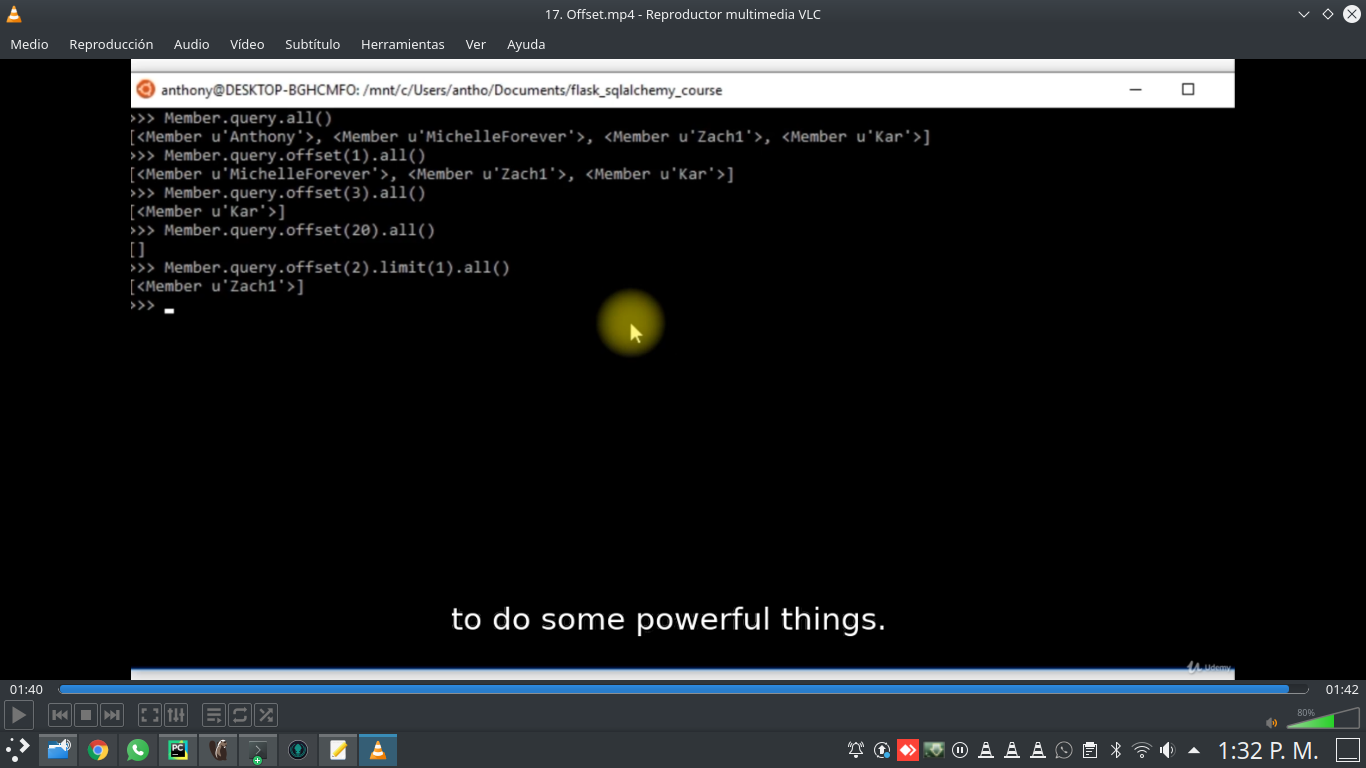 17. Offset.mp4 - Reproductor multimedia VLC
Medio Reproducción Audio Vídeo Subtítulo Herramientas Ver Ayuda
anthony@DESKTOP-BGHCMFO: /mnt/c/Users/antho/Documents/flask_sqlalchemy_course
>>> Member.query.all()
[<Member u'Anthony'>, <Member u'MichelleForever'>, <Member u'Zach1'>, <Member u'Kar'>]
>>> Member.query.offset(1).all()
[<Member u'MichelleForever'>, <Member u'Zach1'>, <Member u'Kar'>]
>>> Member.query.offset(3).all()
[<Member u'Kar'>]
>>> Member.query.offset(20).all()
[]
>>> Member.query.offset(2).limit(1).all()
[<Member u'Zach1'>]
>>>
to do some powerful things.
Udemy
01:40 01:42
80%
PC
1:32 P. M.